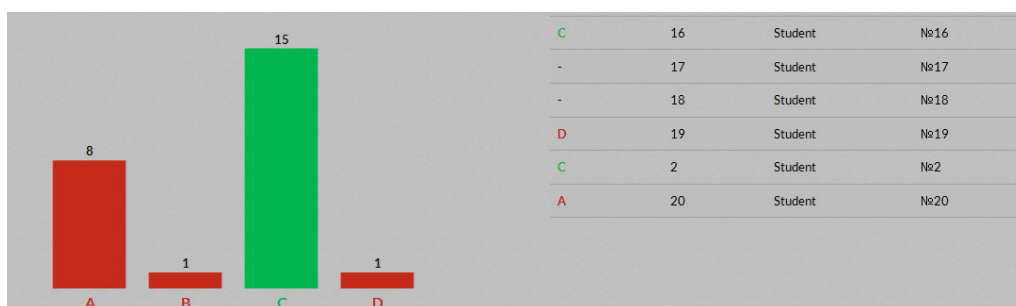 15
8
1 1
A B C D
C 16 Student №16
- 17 Student №17
- 18 Student №18
D 19 Student №19
C 2 Student №2
A 20 Student №20